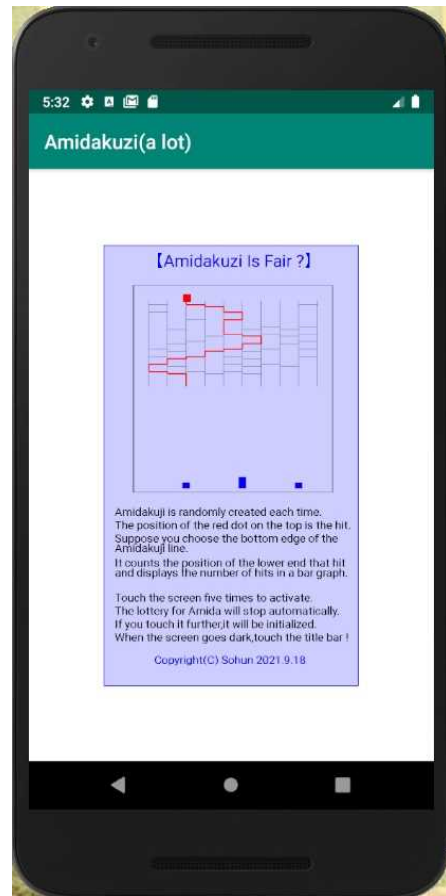 5:32
Amidakuzi(a lot)
【Amidakuzi Is Fair ?】
Amidakuji is randomly created each time.
The position of the red dot on the top is the hit.
Suppose you choose the bottom edge of the
Amidakuji line.
It counts the position of the lower end that hit
and displays the number of hits in a bar graph.
Touch the screen five times to activate.
The lottery for Amida will stop automatically.
If you touch it further,it will be initialized.
When the screen goes dark,touch the title bar !
Copyright(C) Sohun 2021.9.18